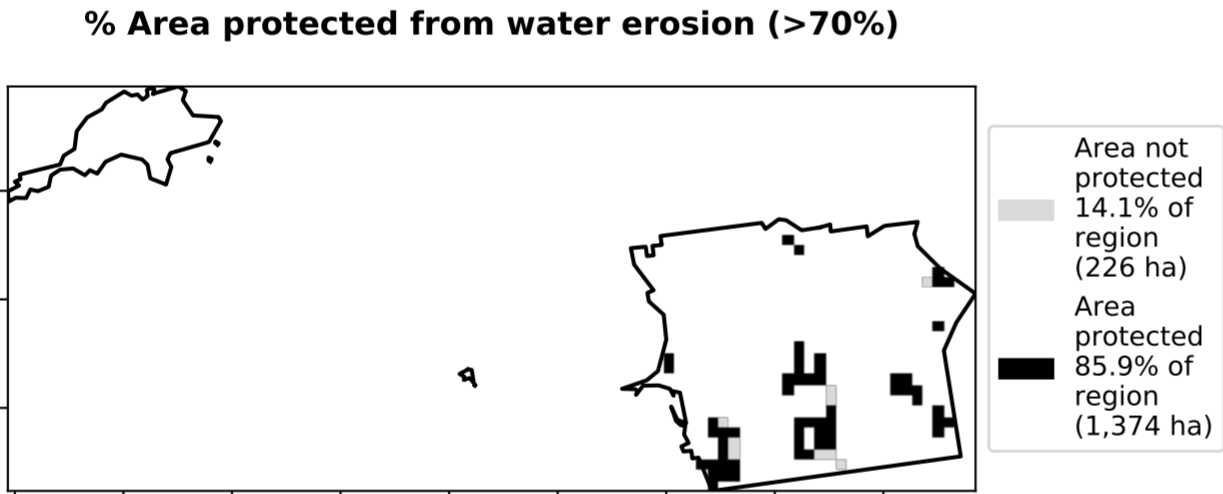 % Area protected from water erosion (>70%)
Area not
protected
14.1% of
region
(226 ha)
Area
protected
85.9% of
region
(1,374 ha)